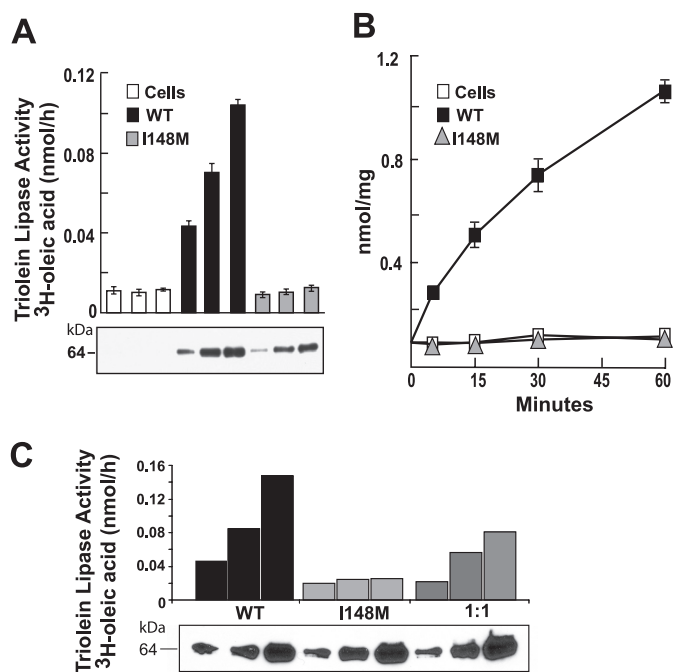 A
Triolein Lipase Activity
³H-oleic acid (nmol/h)
0.12
0.08
0.04
0
Cells
WT
I148M
kDa
64
B
nmol/mg
1.2
0.8
0.4
Cells
WT
I148M
0 15 30 45 60
Minutes
C
Triolein Lipase Activity
³H-oleic acid (nmol/h)
0.16
0.12
0.08
0.04
0
WT I148M 1:1
kDa
64